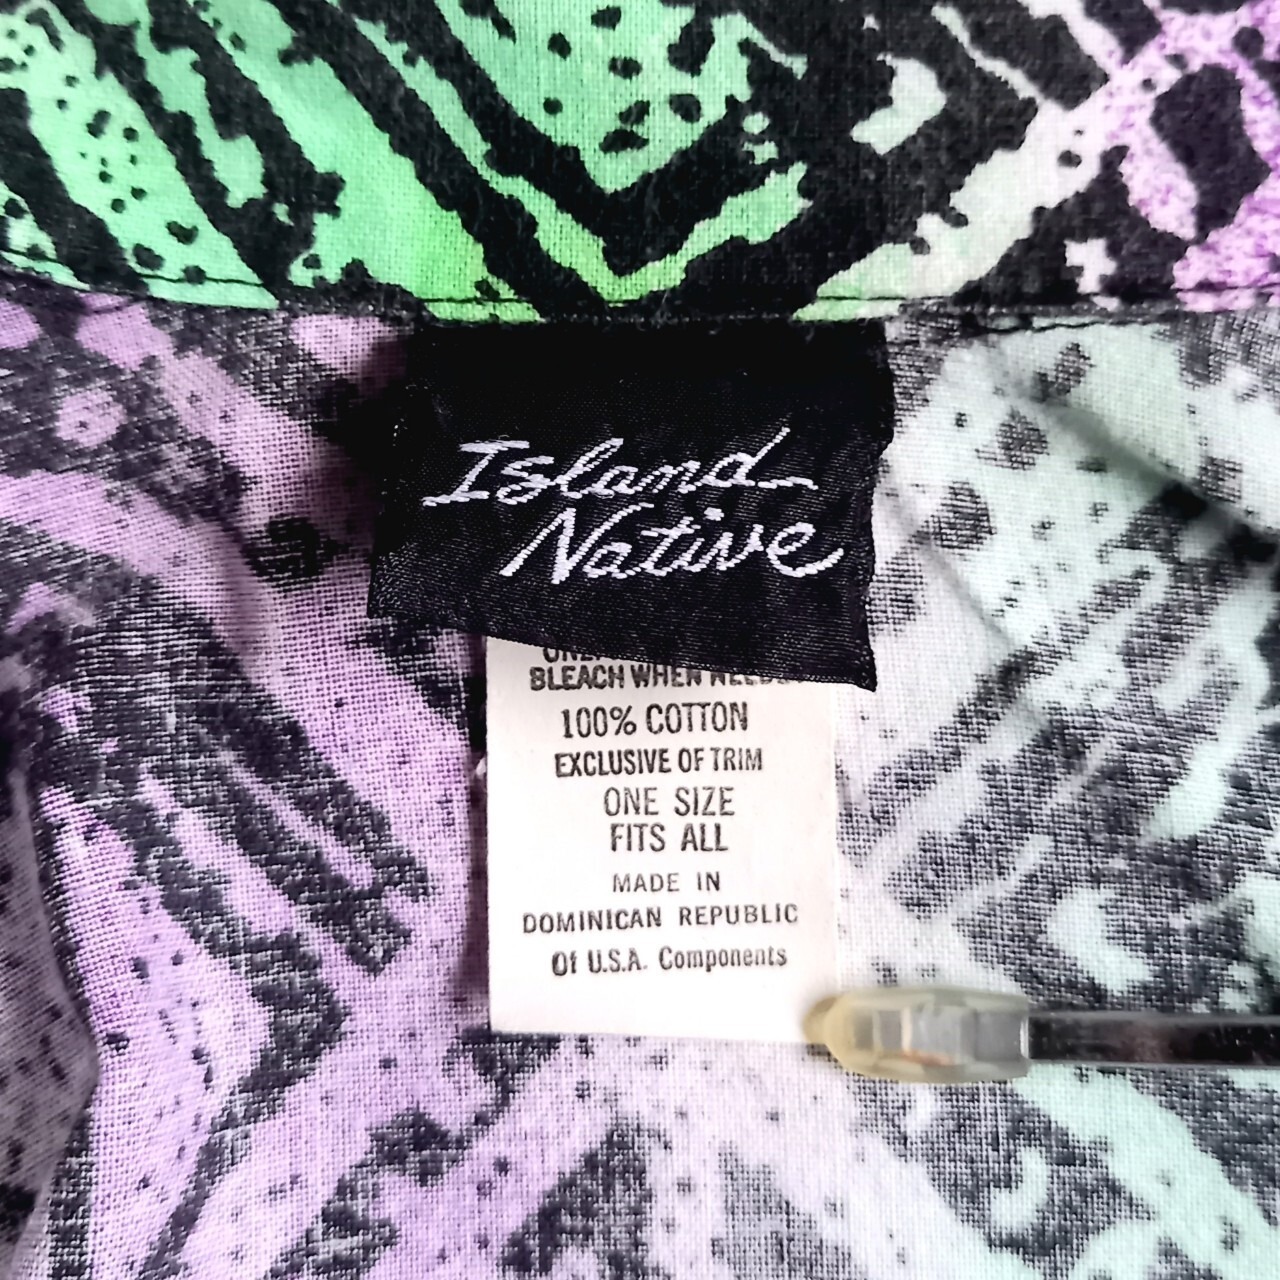 Island
Native
BLEACH WHEN
100% COTTON
EXCLUSIVE OF TRIM
ONE SIZE
FITS ALL
MADE IN
DOMINICAN REPUBLIC
Of U.S.A. Components